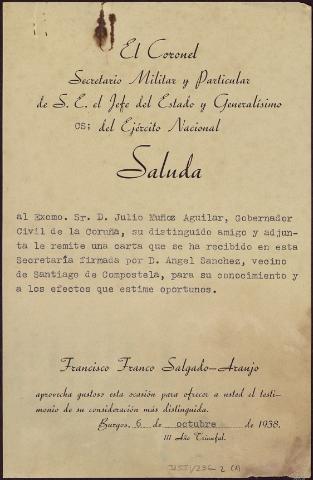 El Coronel
Secretario Militar y Particular
de S. E. el Jefe del Estado y Generalísimo
CS; del Ejército Nacional
Saluda
al Excmo. Sr. D. Julio Muñoz Aguilar, Gobernador
Civil de la Coruña, su distinguido amigo y adjun-
ta le remite una carta que se ha recibido en esta
Secretaría firmada por D. Angel Sanchez, vecino
de Santiago de Compostela, para su conocimiento y
a los efectos que estime oportunos.
Francisco Franco Salgado-Araujo
aprovecha gustoso esta ocasión para ofrecer a usted el testi-
monio de su consideración más distinguida.
Burgos, 6 de octubre de 1938.
III Año Triunfal.